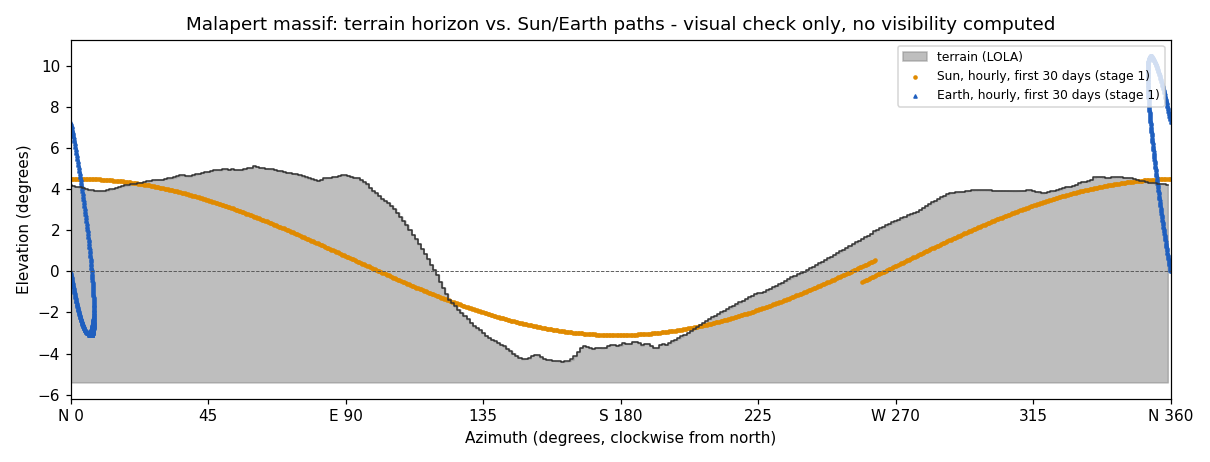 Malapert massif: terrain horizon vs. Sun/Earth paths - visual check only, no visibility computed
terrain (LOLA)
Sun, hourly, first 30 days (stage 1)
Earth, hourly, first 30 days (stage 1)
Elevation (degrees)
10
8
6
4
2
0
−2
−4
−6
N 0
45
E 90
135
S 180
225
W 270
315
N 360
Azimuth (degrees, clockwise from north)